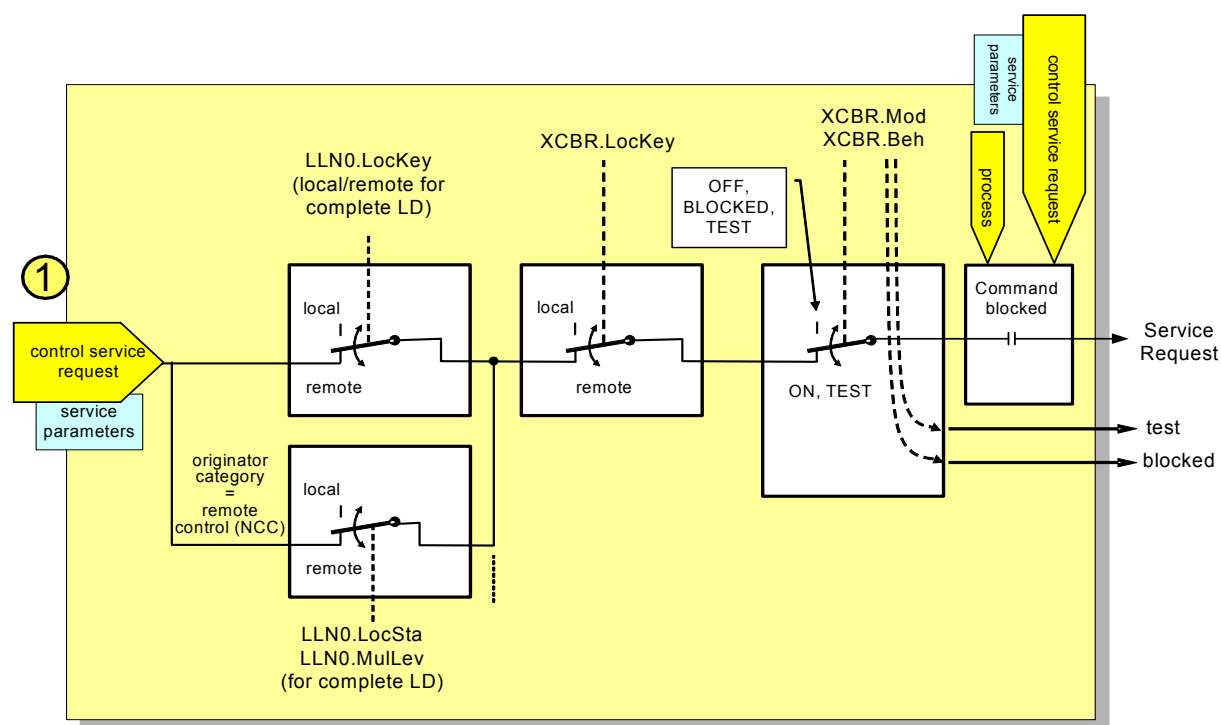 service
parameters
control service request
process
XCBR.Mod
XCBR.Beh
XCBR.LocKey
LLN0.LocKey
(local/remote for
complete LD)
OFF,
BLOCKED,
TEST
1
control service
request
service
parameters
local
remote
local
remote
ON, TEST
Command
blocked
Service
Request
test
blocked
originator
category
=
remote
control (NCC)
local
remote
LLN0.LocSta
LLN0.MulLev
(for complete LD)